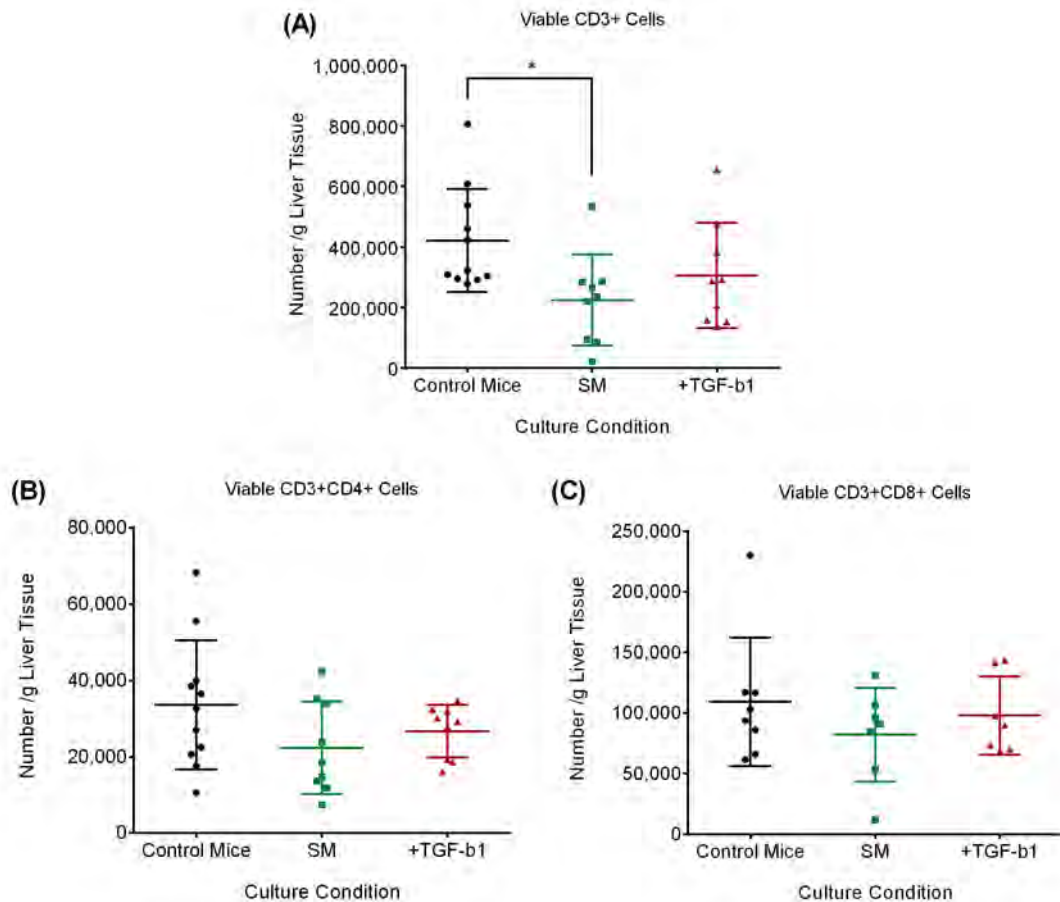 (A)
Viable CD3+ Cells
*
Number /g Liver Tissue
1,000,000
800,000
600,000
400,000
200,000
0
Control Mice SM +TGF-b1
Culture Condition
(B)
Viable CD3+CD4+ Cells
Number /g Liver Tissue
80,000
60,000
40,000
20,000
0
Control Mice SM +TGF-b1
Culture Condition
(C)
Viable CD3+CD8+ Cells
Number /g Liver Tissue
250,000
200,000
150,000
100,000
50,000
0
Control Mice SM +TGF-b1
Culture Condition